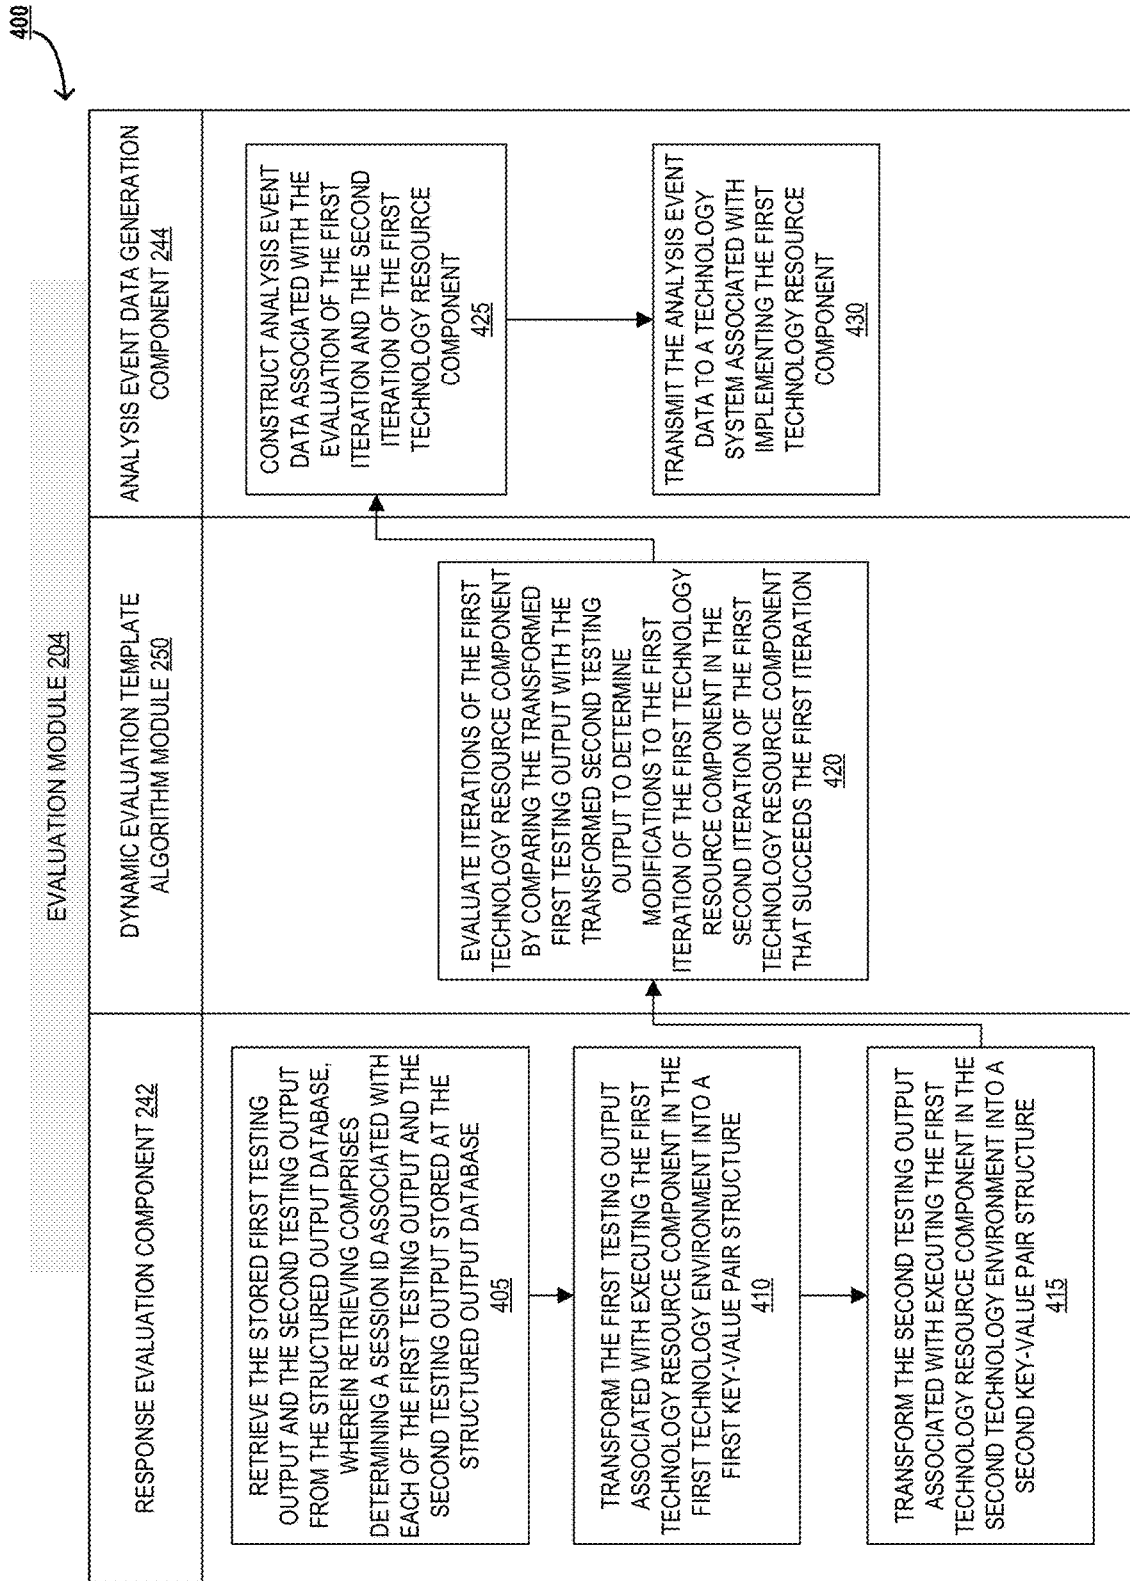 400
EVALUATION MODULE 204
RESPONSE EVALUATION COMPONENT 242
DYNAMIC EVALUATION TEMPLATE
ALGORITHM MODULE 250
ANALYSIS EVENT DATA GENERATION
COMPONENT 244
RETRIEVE THE STORED FIRST TESTING
OUTPUT AND THE SECOND TESTING OUTPUT
FROM THE STRUCTURED OUTPUT DATABASE,
WHEREIN RETRIEVING COMPRISES
DETERMINING A SESSION ID ASSOCIATED WITH
EACH OF THE FIRST TESTING OUTPUT AND THE
SECOND TESTING OUTPUT STORED AT THE
STRUCTURED OUTPUT DATABASE
405
TRANSFORM THE FIRST TESTING OUTPUT
ASSOCIATED WITH EXECUTING THE FIRST
TECHNOLOGY RESOURCE COMPONENT IN THE
FIRST TECHNOLOGY ENVIRONMENT INTO A
FIRST KEY-VALUE PAIR STRUCTURE
410
TRANSFORM THE SECOND TESTING OUTPUT
ASSOCIATED WITH EXECUTING THE FIRST
TECHNOLOGY RESOURCE COMPONENT IN THE
SECOND TECHNOLOGY ENVIRONMENT INTO A
SECOND KEY-VALUE PAIR STRUCTURE
415
EVALUATE ITERATIONS OF THE FIRST
TECHNOLOGY RESOURCE COMPONENT
BY COMPARING THE TRANSFORMED
FIRST TESTING OUTPUT WITH THE
TRANSFORMED SECOND TESTING
OUTPUT TO DETERMINE
MODIFICATIONS TO THE FIRST
ITERATION OF THE FIRST TECHNOLOGY
RESOURCE COMPONENT IN THE
SECOND ITERATION OF THE FIRST
TECHNOLOGY RESOURCE COMPONENT
THAT SUCCEEDS THE FIRST ITERATION
420
CONSTRUCT ANALYSIS EVENT
DATA ASSOCIATED WITH THE
EVALUATION OF THE FIRST
ITERATION AND THE SECOND
ITERATION OF THE FIRST
TECHNOLOGY RESOURCE
COMPONENT
425
TRANSMIT THE ANALYSIS EVENT
DATA TO A TECHNOLOGY
SYSTEM ASSOCIATED WITH
IMPLEMENTING THE FIRST
TECHNOLOGY RESOURCE
COMPONENT
430